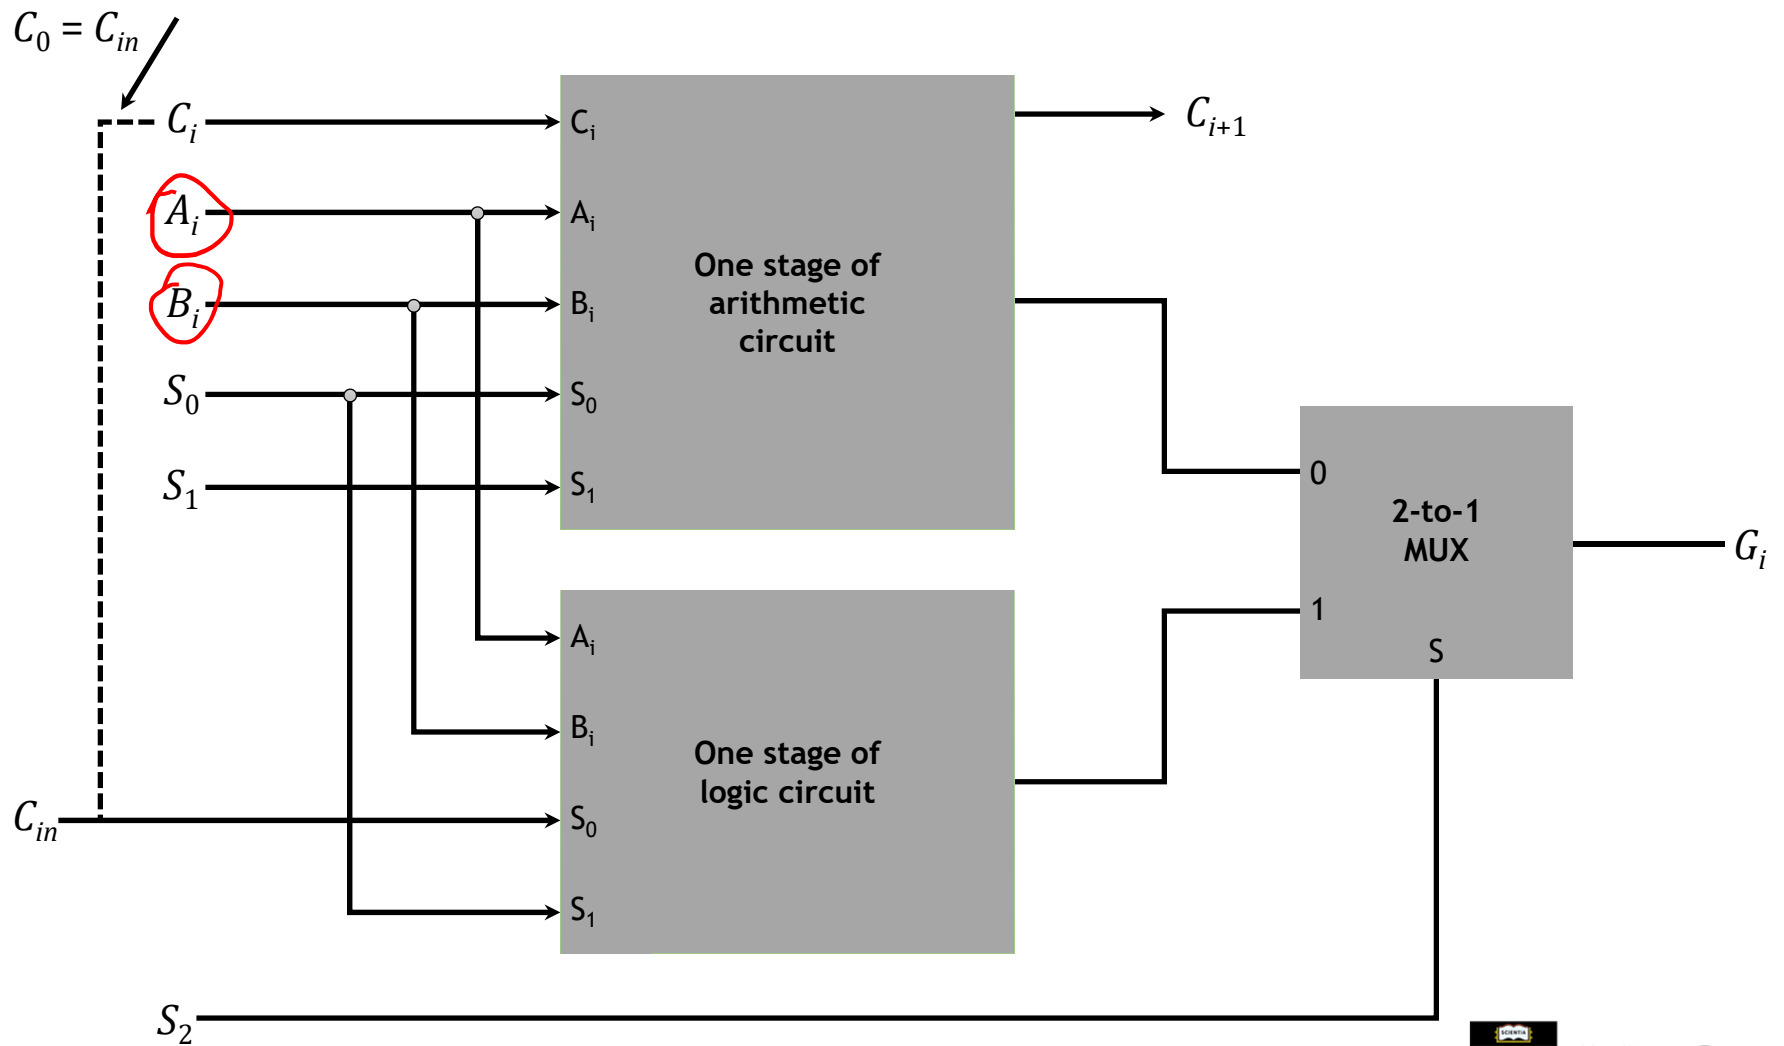 C₀ = Cᵢₙ
Cᵢ
Aᵢ
Bᵢ
S₀
S₁
Cᵢₙ
S₂
Cᵢ
Aᵢ
Bᵢ
S₀
S₁
One stage of
arithmetic
circuit
Cᵢ₊₁
Aᵢ
Bᵢ
S₀
S₁
One stage of
logic circuit
0
1
2-to-1
MUX
S
Gᵢ
SCIENTIA